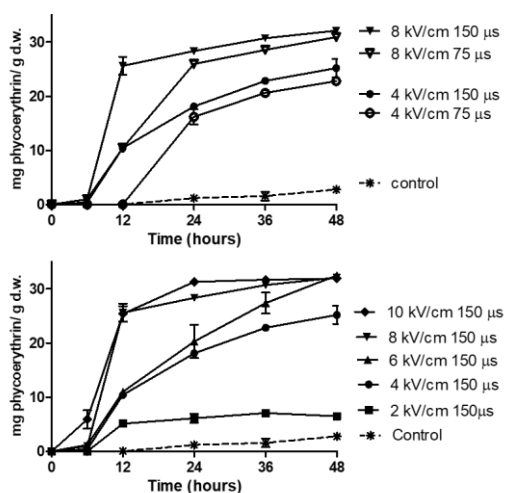 30
20
10
0
mg phycoerythrin/ g d.w.
0 6 12 24 36 48
Time (hours)
8 kV/cm 150 µs
8 kV/cm 75 µs
4 kV/cm 150 µs
4 kV/cm 75 µs
control
30
20
10
0
mg phycoerythrin/ g d.w.
0 6 12 24 36 48
Time (hours)
10 kV/cm 150 µs
8 kV/cm 150 µs
6 kV/cm 150 µs
4 kV/cm 150 µs
2 kV/cm 150µs
Control